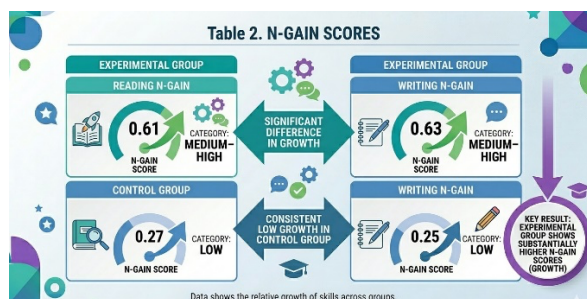 Table 2. N-GAIN SCORES
EXPERIMENTAL GROUP
READING N-GAIN
0.61
N-GAIN
SCORE
CATEGORY:
MEDIUM–
HIGH
SIGNIFICANT
DIFFERENCE
IN GROWTH
EXPERIMENTAL GROUP
WRITING N-GAIN
0.63
N-GAIN
SCORE
CATEGORY:
MEDIUM–
HIGH
CONTROL GROUP
0.27
N-GAIN SCORE
CATEGORY:
LOW
CONSISTENT
LOW GROWTH IN
CONTROL GROUP
WRITING N-GAIN
0.25
N-GAIN SCORE
CATEGORY:
LOW
KEY RESULT:
EXPERIMENTAL
GROUP SHOWS
SUBSTANTIALLY
HIGHER N-GAIN
SCORES
(GROWTH)
Data shows the relative growth of skills across groups